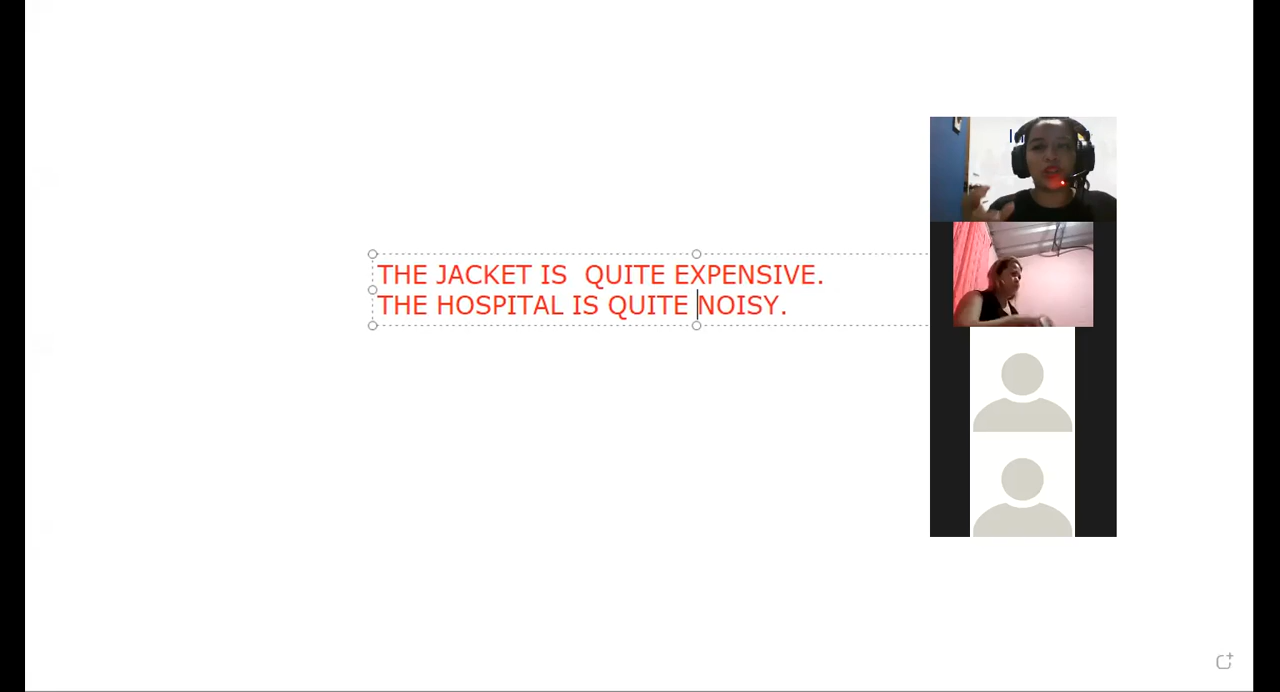 THE JACKET IS  QUITE EXPENSIVE.
THE HOSPITAL IS QUITE NOISY.